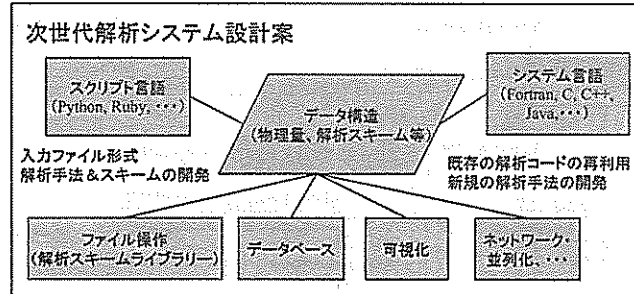 次世代解析システム設計案
スクリプト言語
(Python, Ruby, ・・・)
データ構造
(物理量、解析スキーム等)
システム言語
(Fortran, C, C++,
Java,・・・)
入力ファイル形式
解析手法＆スキームの開発
既存の解析コードの再利用
新規の解析手法の開発
ファイル操作
(解析スキームライブラリー)
データベース
可視化
ネットワーク・
並列化、・・・